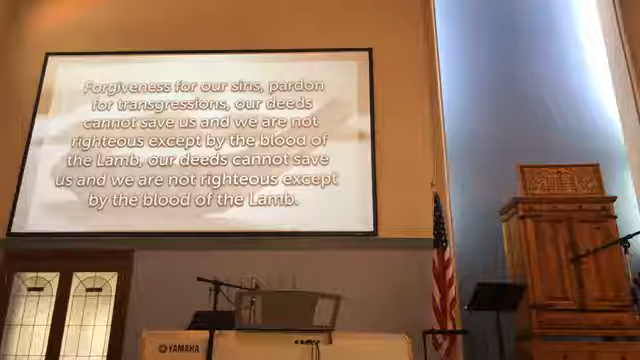 Forgiveness for our sins, pardon
for transgressions, our deeds
cannot save us and we are not
righteous except by the blood of
the Lamb, our deeds cannot save
us and we are not righteous except
by the blood of the Lamb.
YAMAHA